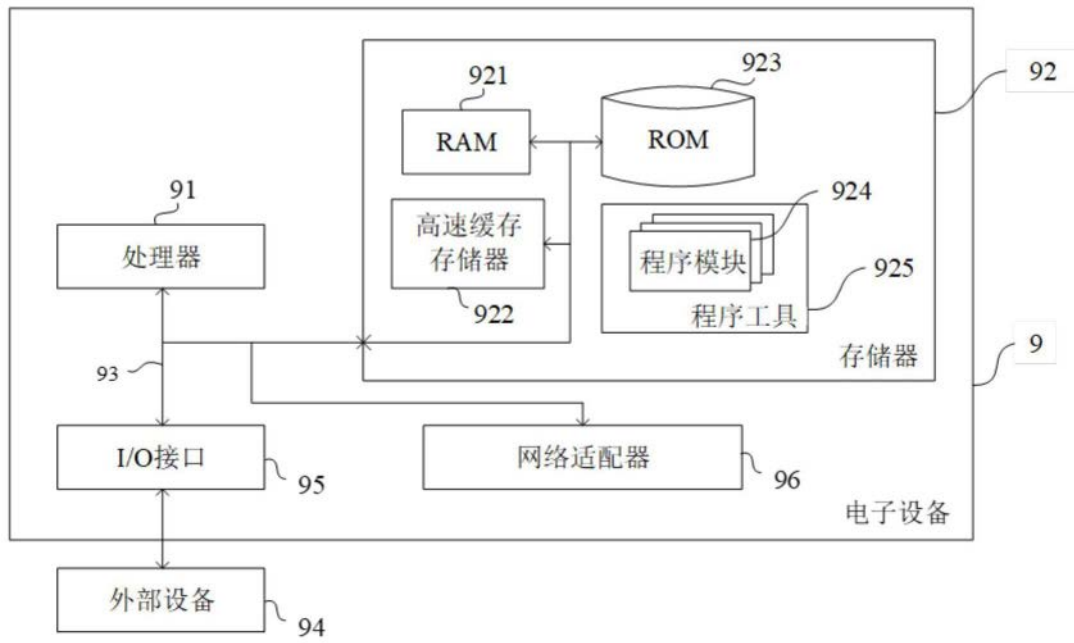 921
923
92
RAM
ROM
91
924
处理器
高速缓存
存储器
程序模块
925
922
程序工具
存储器
9
93
I/O接口
95
网络适配器
96
电子设备
外部设备
94